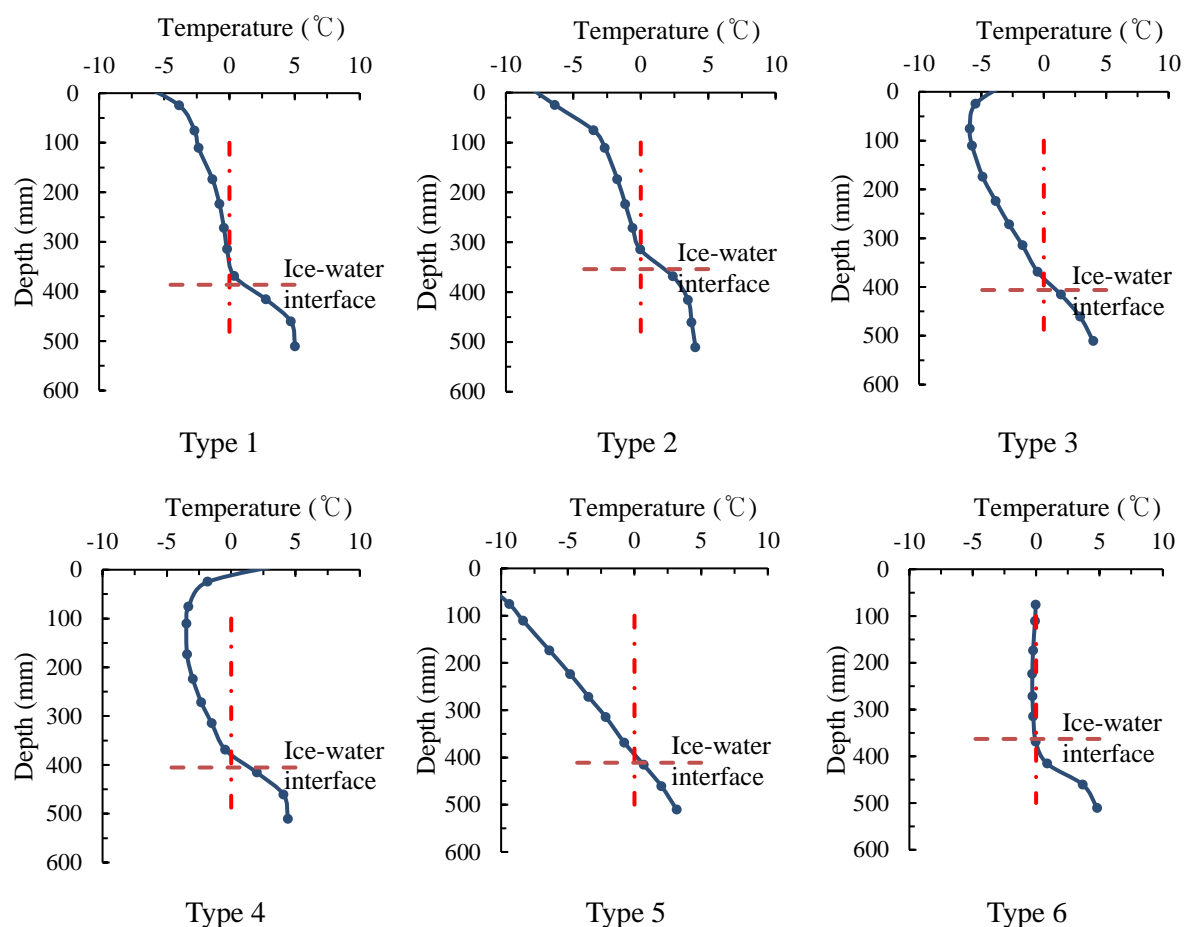 Temperature (℃)
-10 -5 0 5 10
0
100
200
300
400
500
600
Depth (mm)
Ice-water
interface
Type 1
Temperature (℃)
-10 -5 0 5 10
0
100
200
300
400
500
600
Depth (mm)
Ice-water
interface
Type 2
Temperature (℃)
-10 -5 0 5 10
0
100
200
300
400
500
600
Depth (mm)
Ice-water
interface
Type 3
Temperature (℃)
-10 -5 0 5 10
0
100
200
300
400
500
600
Depth (mm)
Ice-water
interface
Type 4
Temperature (℃)
-10 -5 0 5 10
0
100
200
300
400
500
600
Depth (mm)
Ice-water
interface
Type 5
Temperature (℃)
-10 -5 0 5 10
0
100
200
300
400
500
600
Depth (mm)
Ice-water
interface
Type 6